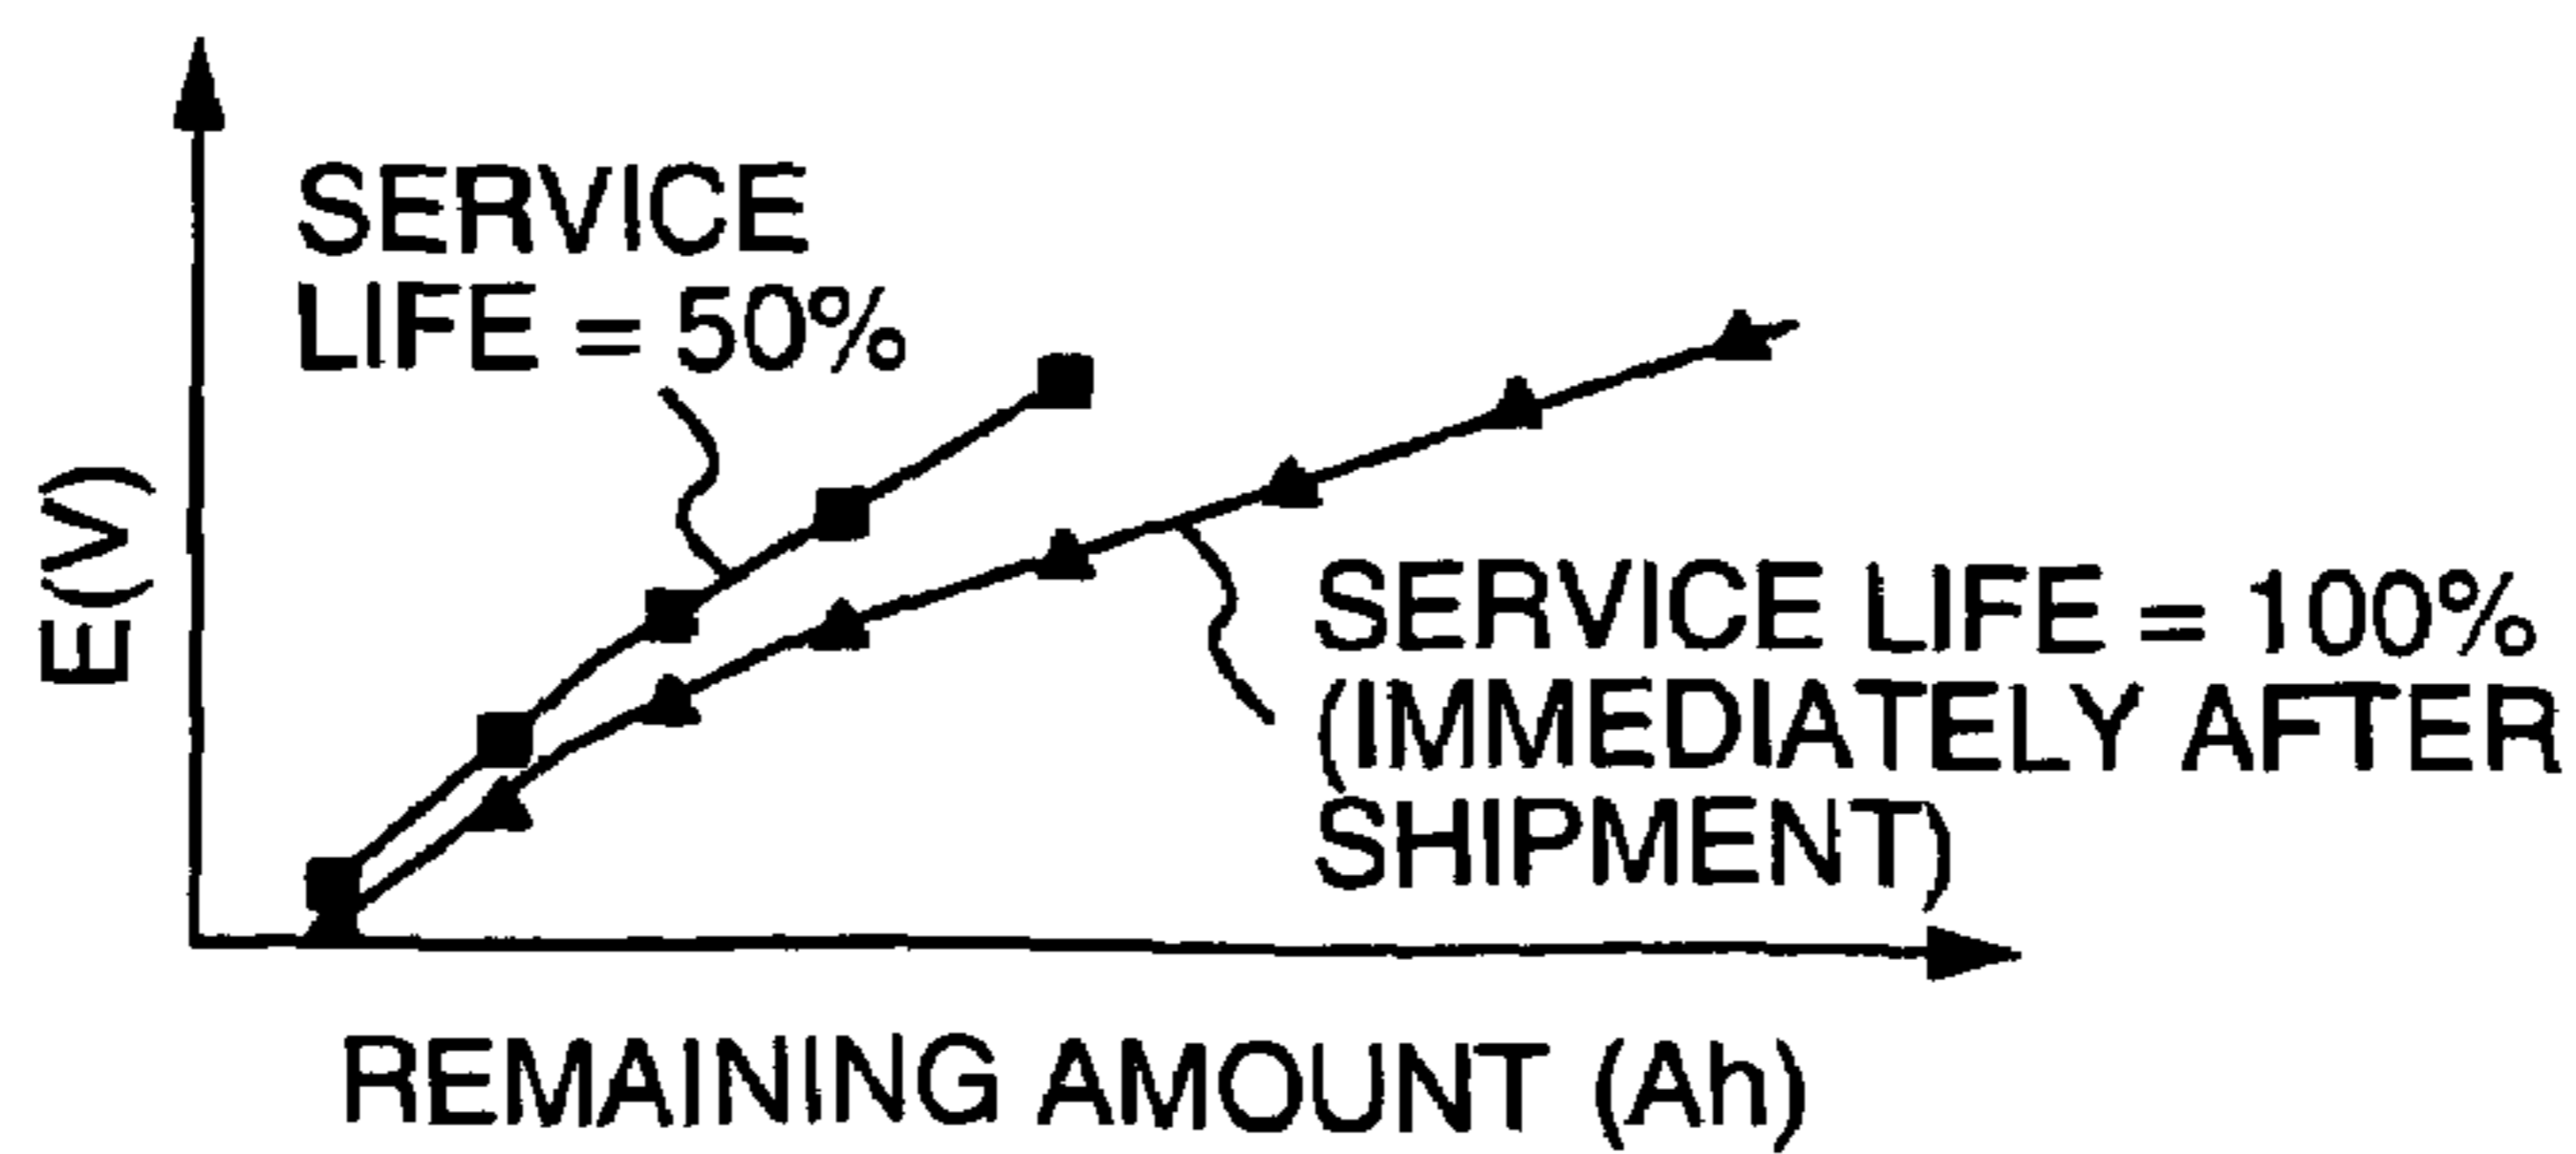 SERVICE
LIFE = 50%
E(V)
SERVICE LIFE = 100%
(IMMEDIATELY AFTER
SHIPMENT)
REMAINING AMOUNT (Ah)